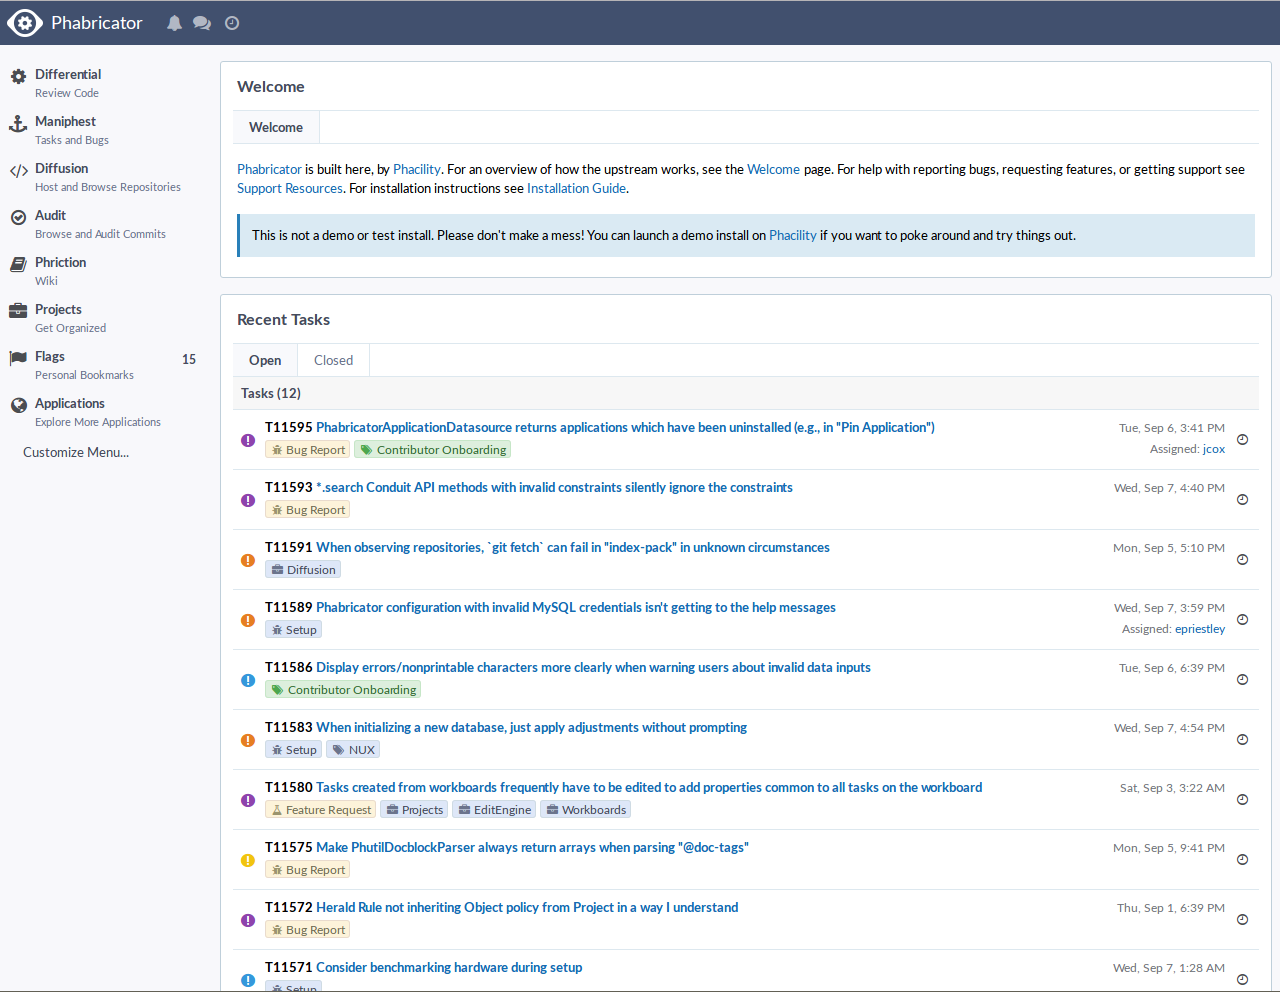 Phabricator
Differential
Review Code
Maniphest
Tasks and Bugs
Diffusion
Host and Browse Repositories
Audit
Browse and Audit Commits
Phriction
Wiki
Projects
Get Organized
Flags 15
Personal Bookmarks
Applications
Explore More Applications
Customize Menu...
Welcome
Welcome
Phabricator is built here, by Phacility. For an overview of how the upstream works, see the Welcome page. For help with reporting bugs, requesting features, or getting support see
Support Resources. For installation instructions see Installation Guide.
This is not a demo or test install. Please don't make a mess! You can launch a demo install on Phacility if you want to poke around and try things out.
Recent Tasks
Open Closed
Tasks (12)
T11595 PhabricatorApplicationDatasource returns applications which have been uninstalled (e.g., in "Pin Application") Tue, Sep 6, 3:41 PM
Bug Report Contributor Onboarding Assigned: jcox
T11593 *.search Conduit API methods with invalid constraints silently ignore the constraints Wed, Sep 7, 4:40 PM
Bug Report
T11591 When observing repositories, `git fetch` can fail in "index-pack" in unknown circumstances Mon, Sep 5, 5:10 PM
Diffusion
T11589 Phabricator configuration with invalid MySQL credentials isn't getting to the help messages Wed, Sep 7, 3:59 PM
Setup Assigned: epriestley
T11586 Display errors/nonprintable characters more clearly when warning users about invalid data inputs Tue, Sep 6, 6:39 PM
Contributor Onboarding
T11583 When initializing a new database, just apply adjustments without prompting Wed, Sep 7, 4:54 PM
Setup NUX
T11580 Tasks created from workboards frequently have to be edited to add properties common to all tasks on the workboard Sat, Sep 3, 3:22 AM
Feature Request Projects EditEngine Workboards
T11575 Make PhutilDocblockParser always return arrays when parsing "@doc-tags" Mon, Sep 5, 9:41 PM
Bug Report
T11572 Herald Rule not inheriting Object policy from Project in a way I understand Thu, Sep 1, 6:39 PM
Bug Report
T11571 Consider benchmarking hardware during setup Wed, Sep 7, 1:28 AM
Setup